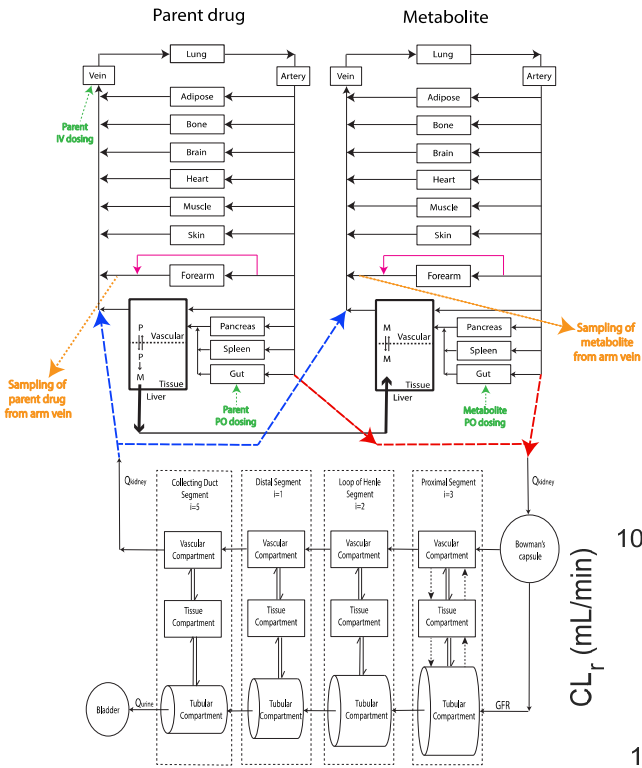 Parent drug
Metabolite
Lung
Lung
Vein
Artery
Vein
Artery
Adipose
Adipose
Parent
IV dosing
Bone
Bone
Brain
Brain
Heart
Heart
Muscle
Muscle
Skin
Skin
Forearm
Forearm
P
Vascular
P
M
Tissue
Liver
Pancreas
Spleen
Gut
M
Vascular
M
Tissue
Liver
Pancreas
Spleen
Gut
Sampling of
parent drug
from arm vein
Parent
PO dosing
Metabolite
PO dosing
Sampling of
metabolite
from arm vein
Qkidney
Collecting Duct
Segment
i=5
Distal Segment
i=1
Loop of Henle
Segment
i=2
Proximal Segment
i=3
Qkidney
Vascular
Compartment
Vascular
Compartment
Vascular
Compartment
Vascular
Compartment
Bowman's
capsule
Tissue
Compartment
Tissue
Compartment
Tissue
Compartment
Tissue
Compartment
Bladder
Qurine
Tubular
Compartment
Tubular
Compartment
Tubular
Compartment
Tubular
Compartment
GFR
10
CLr (mL/min)
1